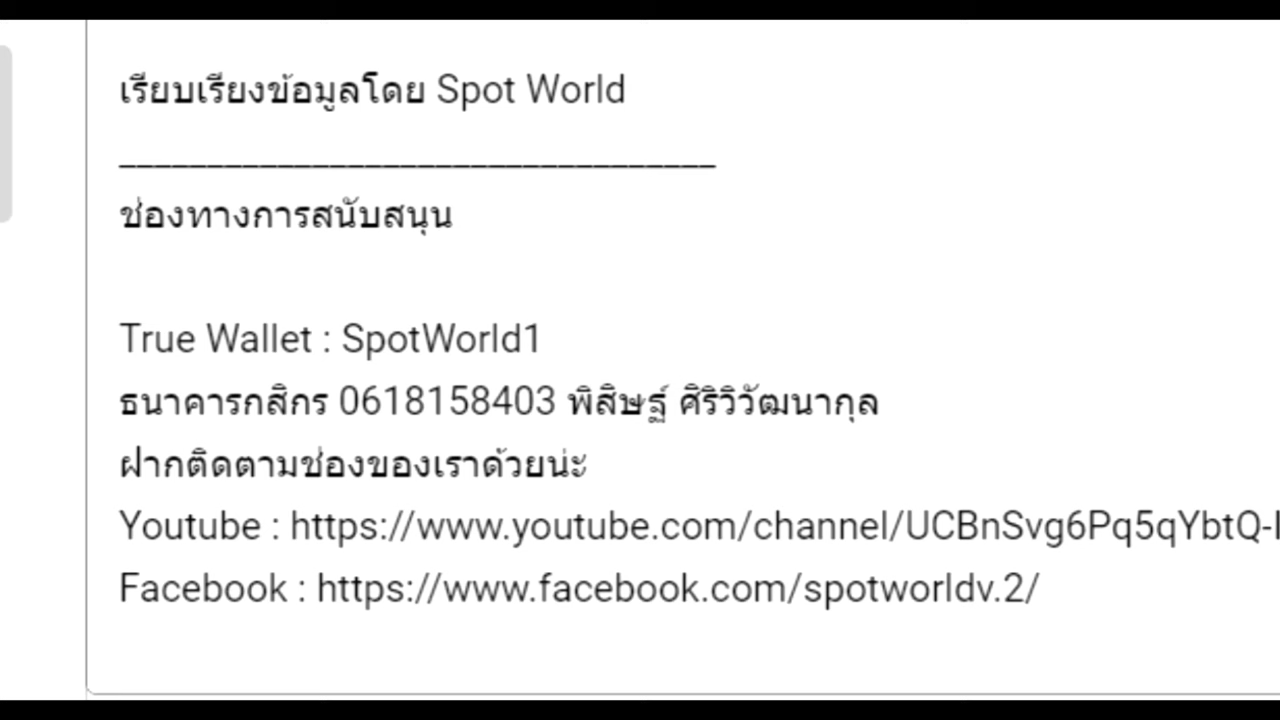 เรียบเรียงข้อมูลโดย Spot World
__________________________________
ช่องทางการสนับสนุน
True Wallet : SpotWorld1
ธนาคารกสิกร 0618158403 พิสิษฐ์ ศิริวิวัฒนากุล
ฝากติดตามช่องของเราด้วยน่ะ
Youtube : https://www.youtube.com/channel/UCBnSvg6Pq5qYbtQ-
Facebook : https://www.facebook.com/spotworldv.2/